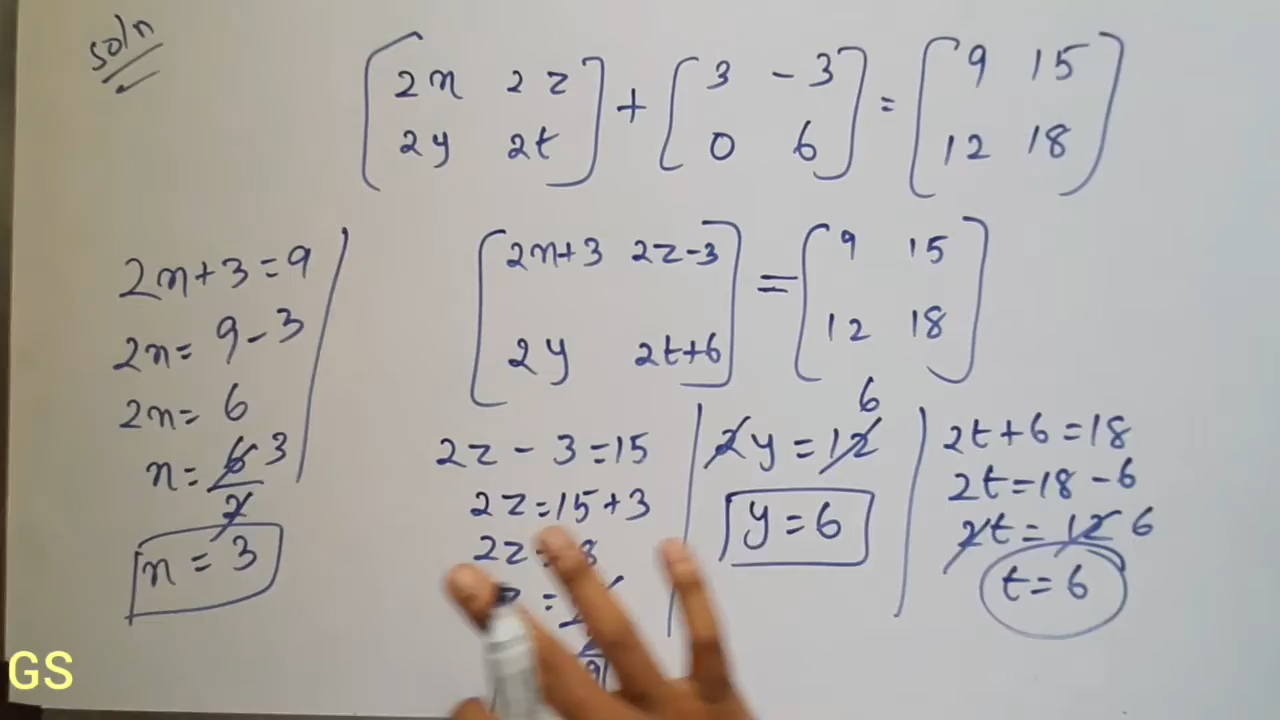 soln
[2x 2z 2y 2t] + [3 -3 0 6] = [9 15 12 18]
[2x+3 2z-3 2y 2t+6] = [9 15 12 18]
2x+3=9
2x= 9-3
2x= 6
x= 6/2 3
x = 3
2z - 3 =15
2z=15+3
2y = 12 6
y = 6
2t+6 =18
2t=18-6
2t= 12 6
t= 6
GS